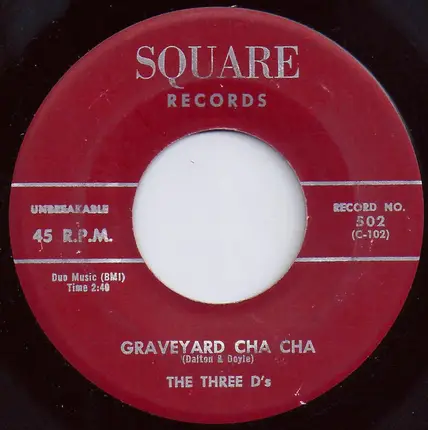 SQUARE
RECORDS
UNBREAKABLE
45 R.P.M.
RECORD NO.
502
(C-102)
Duo Music (BMI)
Time 2:40
GRAVEYARD CHA CHA
(Dalton & Doyle)
THE THREE D's